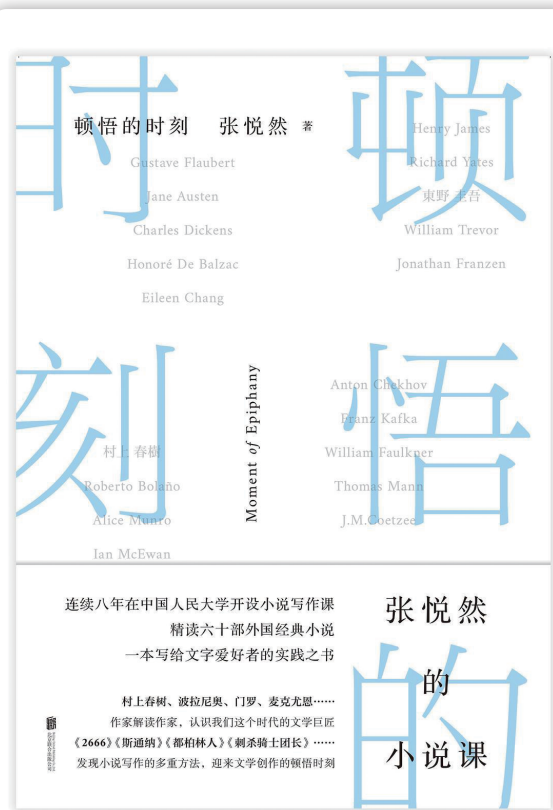 顿悟的时刻 张悦然 著
顿
悟
的
时
刻
Gustave Flaubert
Jane Austen
Charles Dickens
Honoré De Balzac
Eileen Chang
Henry James
Richard Yates
東野 圭吾
William Trevor
Jonathan Franzen
村上 春樹
Roberto Bolaño
Alice Munro
Ian McEwan
Moment of Epiphany
Anton Chekhov
Franz Kafka
William Faulkner
Thomas Mann
J.M.Coetzee
连续八年在中国人民大学开设小说写作课
精读六十部外国经典小说
一本写给文字爱好者的实践之书
村上春树、波拉尼奥、门罗、麦克尤恩……
作家解读作家，认识我们这个时代的文学巨匠
《2666》《斯通纳》《都柏林人》《刺杀骑士团长》……
发现小说写作的多重方法，迎来文学创作的顿悟时刻
张悦然
的
小说课